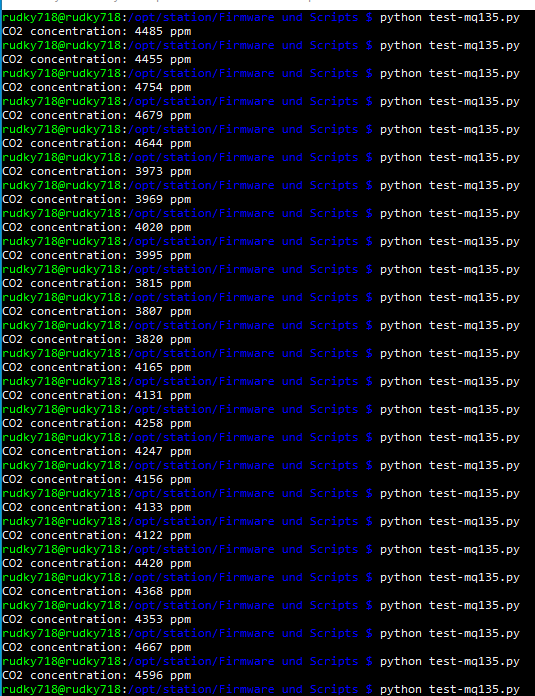 rudky718@rudky718:/opt/station/Firmware und Scripts $ python test-mq135.py
CO2 concentration: 4485 ppm
rudky718@rudky718:/opt/station/Firmware und Scripts $ python test-mq135.py
CO2 concentration: 4455 ppm
rudky718@rudky718:/opt/station/Firmware und Scripts $ python test-mq135.py
CO2 concentration: 4754 ppm
rudky718@rudky718:/opt/station/Firmware und Scripts $ python test-mq135.py
CO2 concentration: 4679 ppm
rudky718@rudky718:/opt/station/Firmware und Scripts $ python test-mq135.py
CO2 concentration: 4644 ppm
rudky718@rudky718:/opt/station/Firmware und Scripts $ python test-mq135.py
CO2 concentration: 3973 ppm
rudky718@rudky718:/opt/station/Firmware und Scripts $ python test-mq135.py
CO2 concentration: 3969 ppm
rudky718@rudky718:/opt/station/Firmware und Scripts $ python test-mq135.py
CO2 concentration: 4020 ppm
rudky718@rudky718:/opt/station/Firmware und Scripts $ python test-mq135.py
CO2 concentration: 3995 ppm
rudky718@rudky718:/opt/station/Firmware und Scripts $ python test-mq135.py
CO2 concentration: 3815 ppm
rudky718@rudky718:/opt/station/Firmware und Scripts $ python test-mq135.py
CO2 concentration: 3807 ppm
rudky718@rudky718:/opt/station/Firmware und Scripts $ python test-mq135.py
CO2 concentration: 3820 ppm
rudky718@rudky718:/opt/station/Firmware und Scripts $ python test-mq135.py
CO2 concentration: 4165 ppm
rudky718@rudky718:/opt/station/Firmware und Scripts $ python test-mq135.py
CO2 concentration: 4131 ppm
rudky718@rudky718:/opt/station/Firmware und Scripts $ python test-mq135.py
CO2 concentration: 4258 ppm
rudky718@rudky718:/opt/station/Firmware und Scripts $ python test-mq135.py
CO2 concentration: 4247 ppm
rudky718@rudky718:/opt/station/Firmware und Scripts $ python test-mq135.py
CO2 concentration: 4156 ppm
rudky718@rudky718:/opt/station/Firmware und Scripts $ python test-mq135.py
CO2 concentration: 4133 ppm
rudky718@rudky718:/opt/station/Firmware und Scripts $ python test-mq135.py
CO2 concentration: 4122 ppm
rudky718@rudky718:/opt/station/Firmware und Scripts $ python test-mq135.py
CO2 concentration: 4420 ppm
rudky718@rudky718:/opt/station/Firmware und Scripts $ python test-mq135.py
CO2 concentration: 4368 ppm
rudky718@rudky718:/opt/station/Firmware und Scripts $ python test-mq135.py
CO2 concentration: 4353 ppm
rudky718@rudky718:/opt/station/Firmware und Scripts $ python test-mq135.py
CO2 concentration: 4667 ppm
rudky718@rudky718:/opt/station/Firmware und Scripts $ python test-mq135.py
CO2 concentration: 4596 ppm
rudky718@rudky718:/opt/station/Firmware und Scripts $ python test-mq135.py